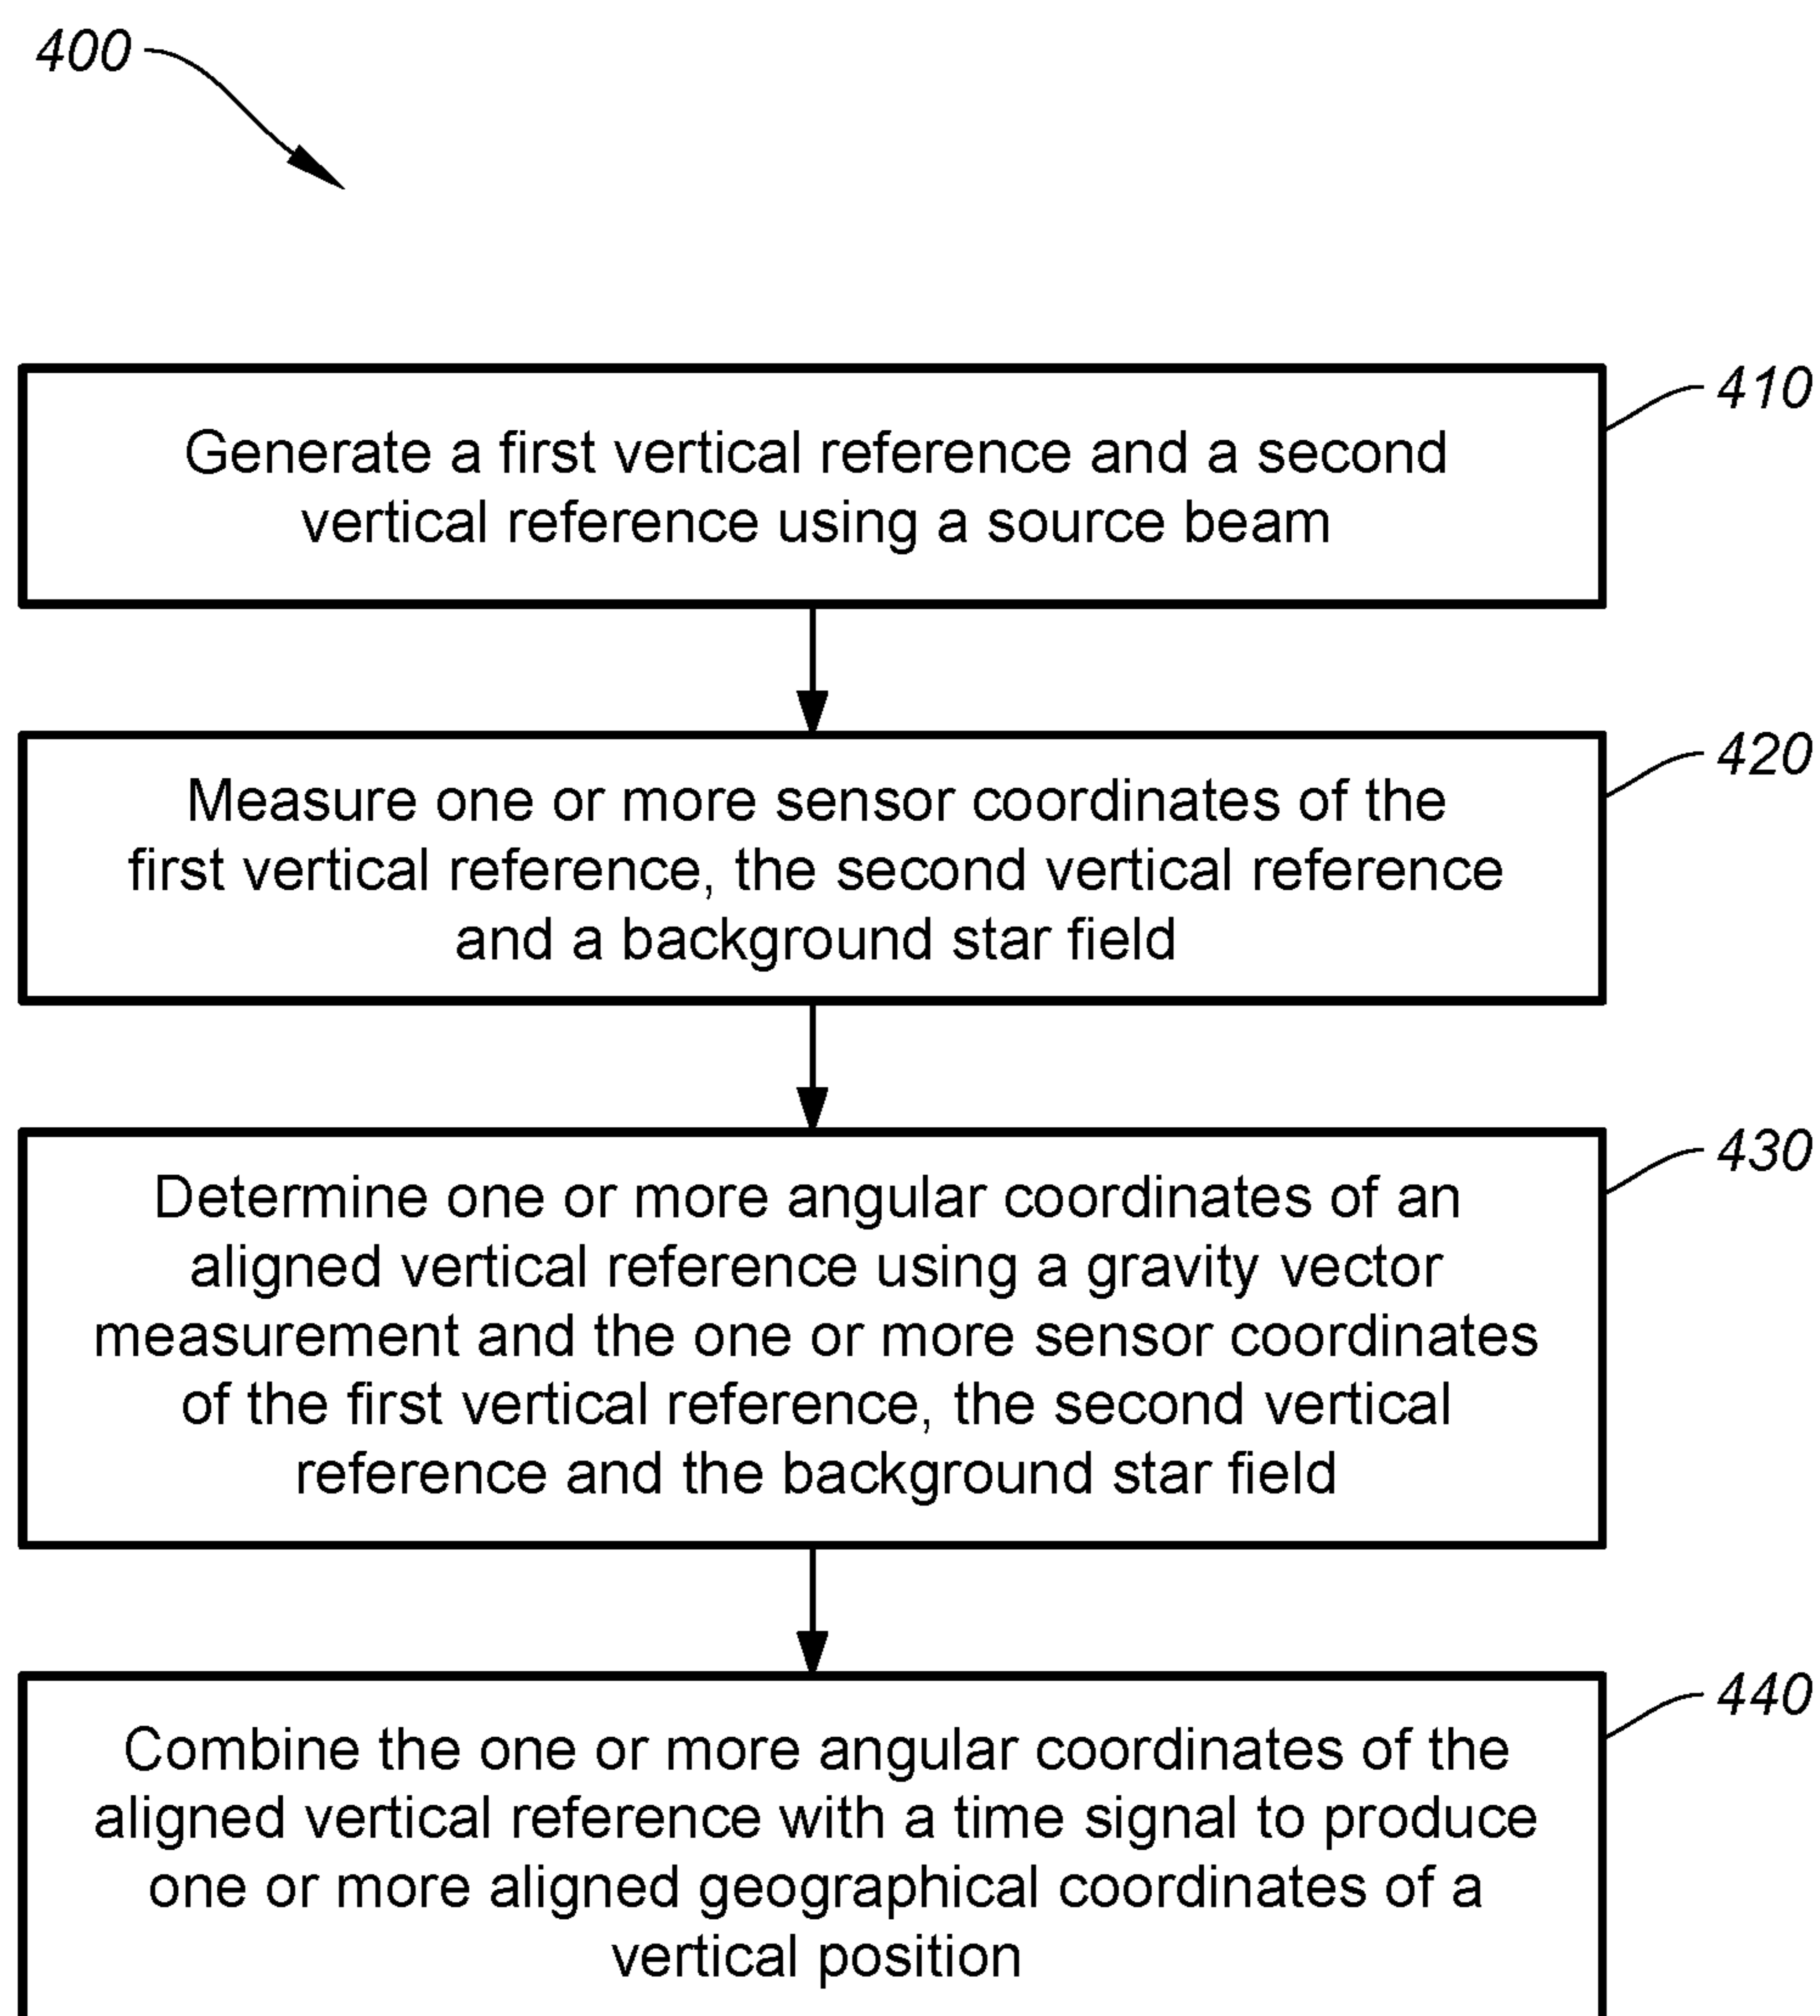 400
410
Generate a first vertical reference and a second
vertical reference using a source beam
420
Measure one or more sensor coordinates of the
first vertical reference, the second vertical reference
and a background star field
430
Determine one or more angular coordinates of an
aligned vertical reference using a gravity vector
measurement and the one or more sensor coordinates
of the first vertical reference, the second vertical
reference and the background star field
440
Combine the one or more angular coordinates of the
aligned vertical reference with a time signal to produce
one or more aligned geographical coordinates of a
vertical position